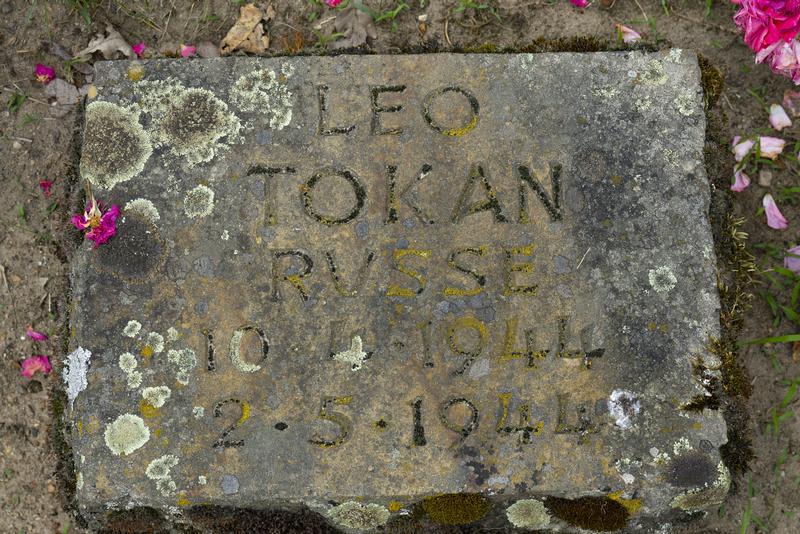 LEO
TOKAN
RVSSE
10 · 4 · 1944
2 · 5 · 1944